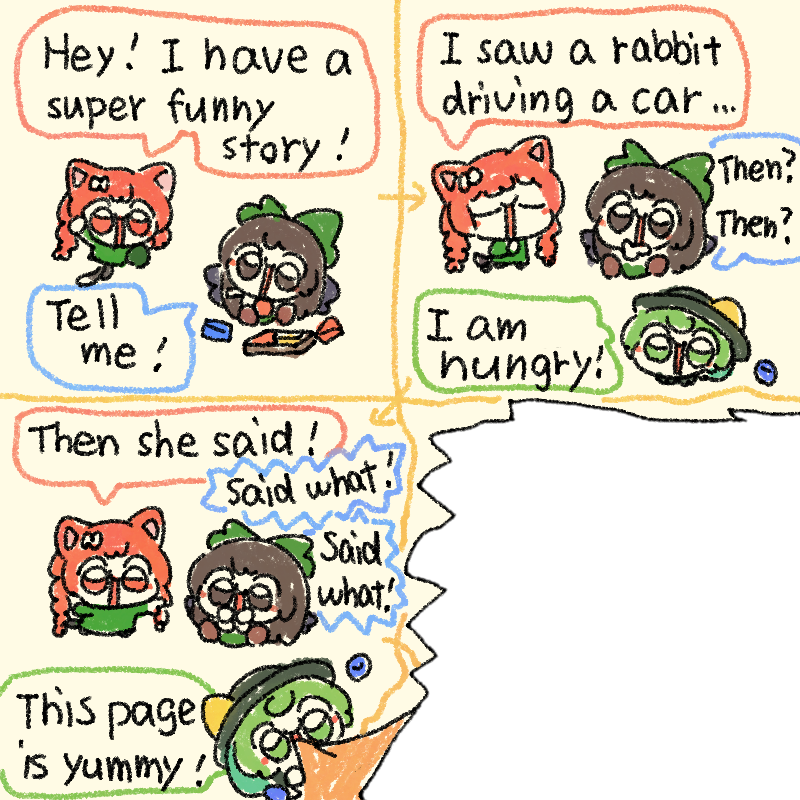 Hey! I have a
super funny
story!
Tell
me!
I saw a rabbit
driving a car...
Then?
Then?
I am
hungry!
Then she said!
Said what!
Said
what!
This page
is yummy!